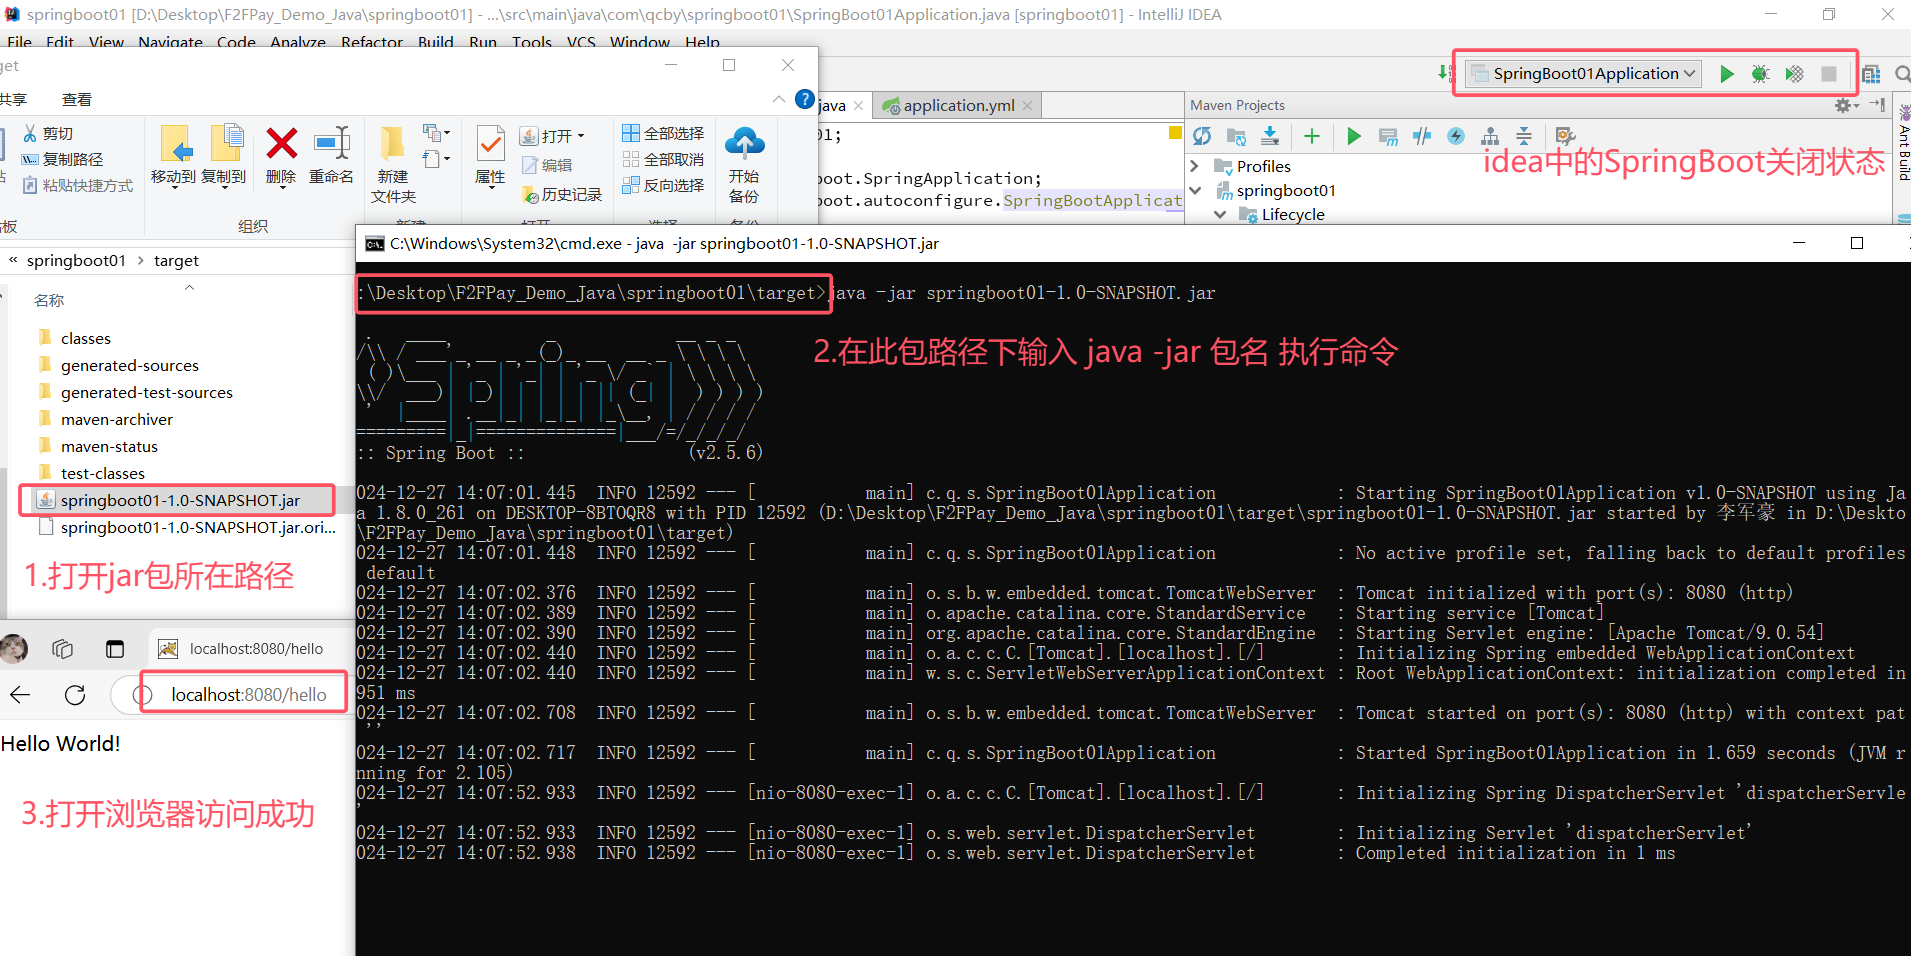 springboot01 [D:\Desktop\F2FPay_Demo_Java\springboot01] - ...\src\main\java\com\qcby\springboot01\SpringBoot01Application.java [springboot01] - IntelliJ IDEA
File Edit View Navigate Code Analyze Refactor Build Run Tools VCS Window Help
get
SpringBoot01Application
共享 查看
java application.yml
Maven Projects
剪切
复制路径
粘贴快捷方式
移动到 复制到 删除 重命名
新建
文件夹
属性
打开
编辑
历史记录
全部选择
全部取消
反向选择
开始
备份
组织 新建 打开 选择 备份
01;
boot.SpringApplication;
boot.autoconfigure.SpringBootApplicat
Profiles
springboot01
Lifecycle
Ant Build
idea中的SpringBoot关闭状态
« springboot01 > target
名称
classes
generated-sources
generated-test-sources
maven-archiver
maven-status
test-classes
springboot01-1.0-SNAPSHOT.jar
springboot01-1.0-SNAPSHOT.jar.ori...
1.打开jar包所在路径
localhost:8080/hello
localhost:8080/hello
Hello World!
3.打开浏览器访问成功
C:\Windows\System32\cmd.exe - java -jar springboot01-1.0-SNAPSHOT.jar
:\Desktop\F2FPay_Demo_Java\springboot01\target>java -jar springboot01-1.0-SNAPSHOT.jar
2.在此包路径下输入 java -jar 包名 执行命令
:: Spring Boot :: (v2.5.6)
024-12-27 14:07:01.445 INFO 12592 --- [ main] c.q.s.SpringBoot01Application : Starting SpringBoot01Application v1.0-SNAPSHOT using Ja
a 1.8.0_261 on DESKTOP-8BTOQR8 with PID 12592 (D:\Desktop\F2FPay_Demo_Java\springboot01\target\springboot01-1.0-SNAPSHOT.jar started by 李军豪 in D:\Deskto
\F2FPay_Demo_Java\springboot01\target)
024-12-27 14:07:01.448 INFO 12592 --- [ main] c.q.s.SpringBoot01Application : No active profile set, falling back to default profiles
default
024-12-27 14:07:02.376 INFO 12592 --- [ main] o.s.b.w.embedded.tomcat.TomcatWebServer : Tomcat initialized with port(s): 8080 (http)
024-12-27 14:07:02.389 INFO 12592 --- [ main] o.apache.catalina.core.StandardService : Starting service [Tomcat]
024-12-27 14:07:02.390 INFO 12592 --- [ main] org.apache.catalina.core.StandardEngine : Starting Servlet engine: [Apache Tomcat/9.0.54]
024-12-27 14:07:02.440 INFO 12592 --- [ main] o.a.c.c.C.[Tomcat].[localhost].[/] : Initializing Spring embedded WebApplicationContext
024-12-27 14:07:02.440 INFO 12592 --- [ main] w.s.c.ServletWebServerApplicationContext : Root WebApplicationContext: initialization completed in
951 ms
024-12-27 14:07:02.708 INFO 12592 --- [ main] o.s.b.w.embedded.tomcat.TomcatWebServer : Tomcat started on port(s): 8080 (http) with context pat
''
024-12-27 14:07:02.717 INFO 12592 --- [ main] c.q.s.SpringBoot01Application : Started SpringBoot01Application in 1.659 seconds (JVM r
nning for 2.105)
024-12-27 14:07:52.933 INFO 12592 --- [nio-8080-exec-1] o.a.c.c.C.[Tomcat].[localhost].[/] : Initializing Spring DispatcherServlet 'dispatcherServle
'
024-12-27 14:07:52.933 INFO 12592 --- [nio-8080-exec-1] o.s.web.servlet.DispatcherServlet : Initializing Servlet 'dispatcherServlet'
024-12-27 14:07:52.938 INFO 12592 --- [nio-8080-exec-1] o.s.web.servlet.DispatcherServlet : Completed initialization in 1 ms